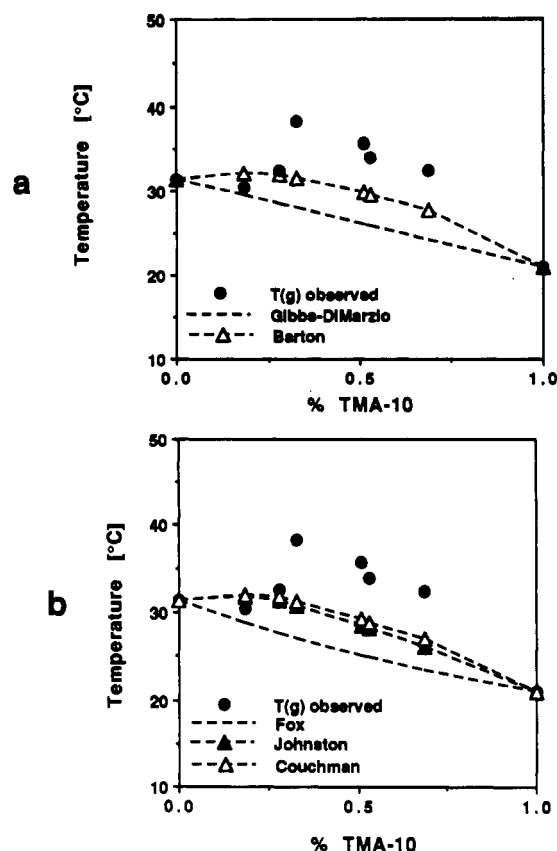 a
Temperature [°C]
50
40
30
20
10
T(g) observed
Gibbs-DiMarzio
Barton
0.0
0.5
1.0
% TMA-10
b
Temperature [°C]
50
40
30
20
10
T(g) observed
Fox
Johnston
Couchman
0.0
0.5
1.0
% TMA-10